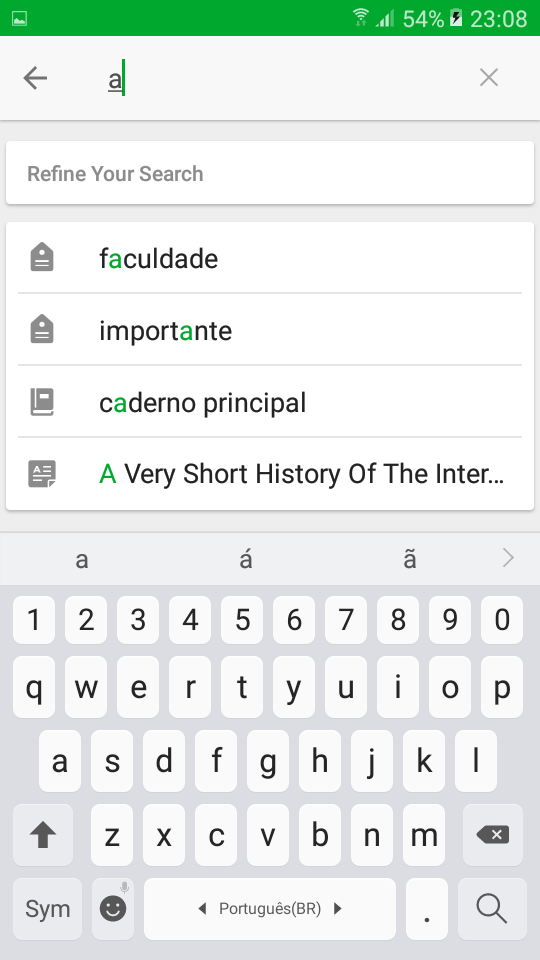 54% 23:08
a
Refine Your Search
faculdade
importante
caderno principal
A Very Short History Of The Inter...
a á ã
1 2 3 4 5 6 7 8 9 0
q w e r t y u i o p
a s d f g h j k l
z x c v b n m
Sym Português(BR) .